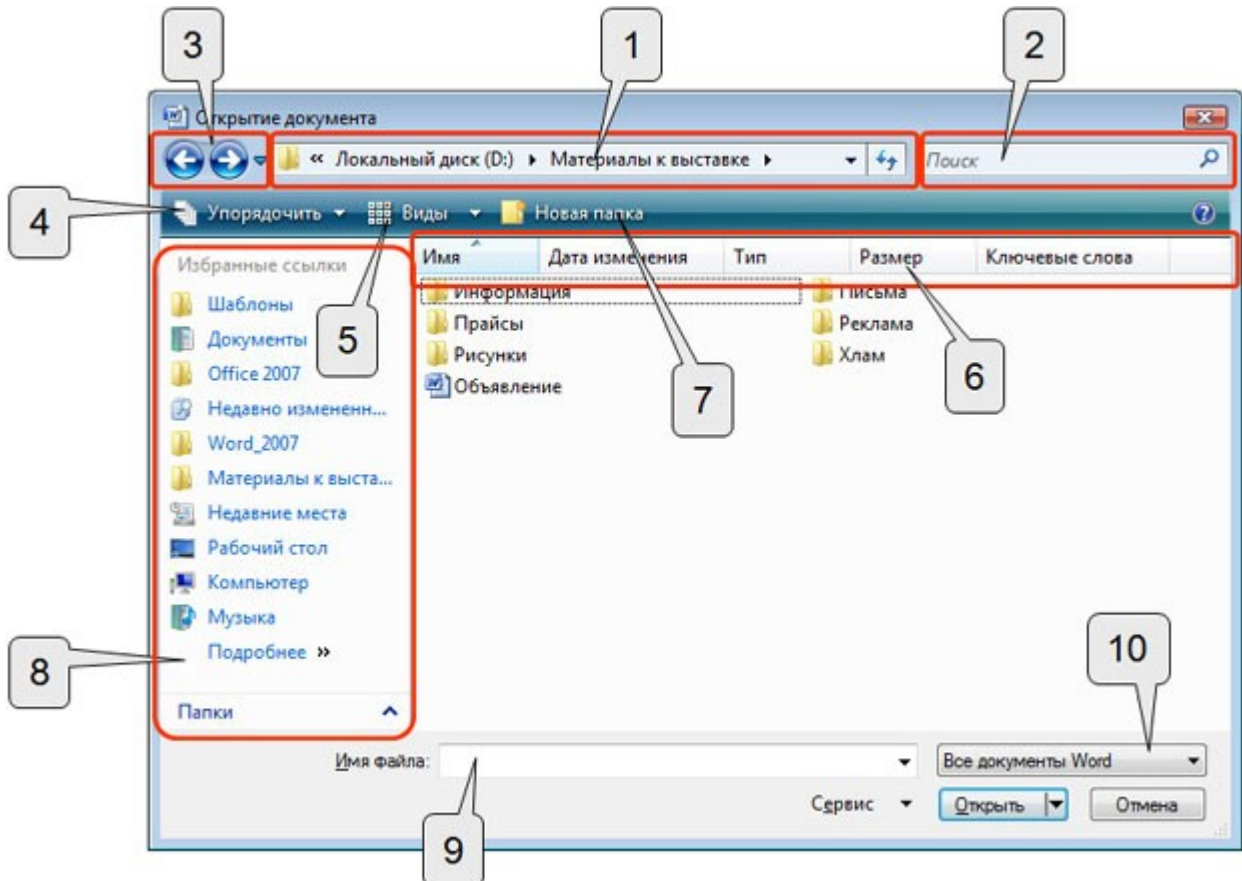 3
1
2
Открытие документа
« Локальный диск (D:) Материалы к выставке
Поиск
4
Упорядочить Виды Новая папка
Избранные ссылки
Имя Дата изменения Тип Размер Ключевые слова
Шаблоны
Документы
Office 2007
Недавно измененн...
Word_2007
Материалы к выста...
Недавние места
Рабочий стол
Компьютер
Музыка
Подробнее »
Папки
Информация
Прайсы
Рисунки
Объявление
Письма
Реклама
Хлам
5
7
6
8
10
Имя файла:
Все документы Word
Сервис Открыть Отмена
9